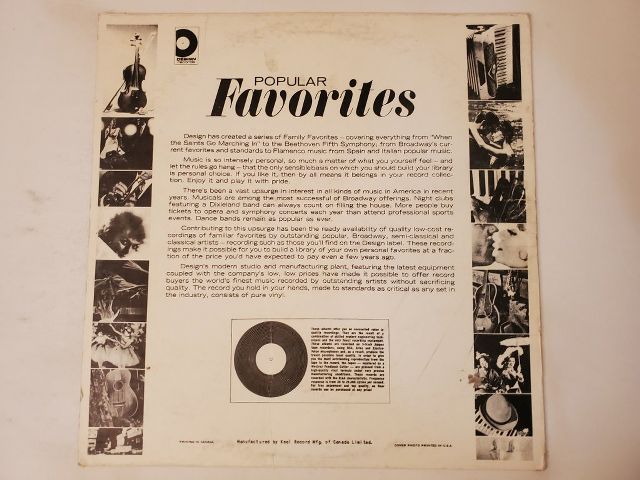 DESIGN
RECORDS
POPULAR
Favorites
Design has created a series of Family Favorites — covering everything from "When
the Saints Go Marching In" to the Beethoven Fifth Symphony; from Broadway's cur-
rent favorites and standards to Flamenco music from Spain and Italian popular music.
Music is so intensely personal, so much a matter of what you yourself feel — and
let the rules go hang — that the only sensible basis on which you should build your library
is personal choice. If you like it, then by all means it belongs in your record collec-
tion. Enjoy it and play it with pride.
There's been a vast upsurge in interest in all kinds of music in America in recent
years. Musicals are among the most successful of Broadway offerings. Night clubs
featuring a Dixieland band can always count on filling the house. More people buy
tickets to opera and symphony concerts each year than attend professional sports
events. Dance bands remain as popular as ever.
Contributing to this upsurge has been the ready availability of quality low-cost re-
cordings of familiar favorites by outstanding popular, Broadway, semi-classical and
classical artists — recording such as those you'll find on the Design label. These record-
ings make it possible for you to build a library of your own personal favorites at a frac-
tion of the price you'd have expected to pay even a few years ago.
Design's modern studio and manufacturing plant, featuring the latest equipment
coupled with the company's low, low prices have made it possible to offer record
buyers the world's finest music recorded by outstanding artists without sacrificing
quality. The record you hold in your hands, made to standards as critical as any set in
the industry, consists of pure vinyl.
PRINTED IN CANADA
Manufactured by Keel Record Mfg. of Canada Limited.
COVER PHOTO PRINTED IN U.S.A.